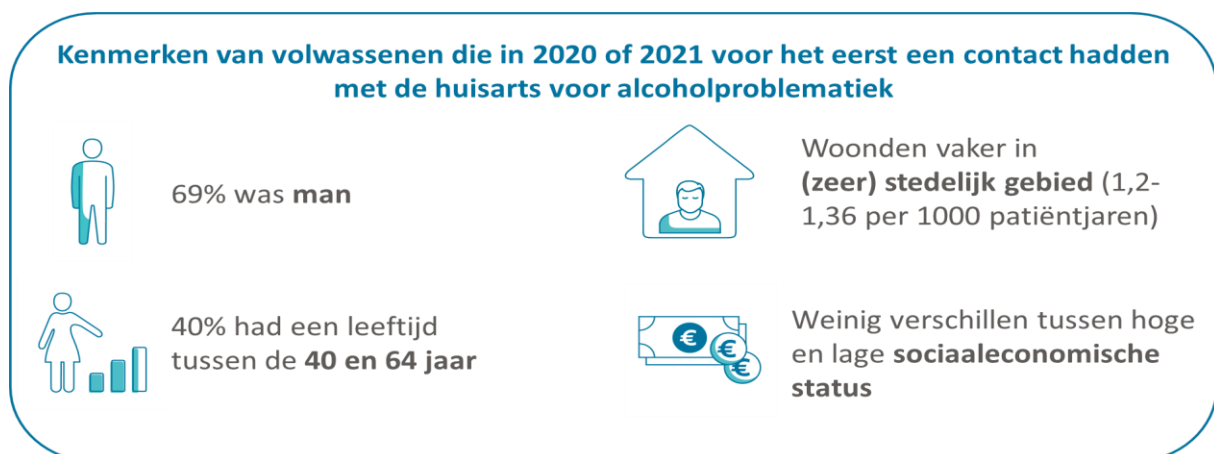 Kenmerken van volwassenen die in 2020 of 2021 voor het eerst een contact hadden
met de huisarts voor alcoholproblematiek
69% was man
Woonden vaker in
(zeer) stedelijk gebied (1,2-
1,36 per 1000 patiëntjaren)
40% had een leeftijd
tussen de 40 en 64 jaar
€
€
€
Weinig verschillen tussen hoge
en lage sociaaleconomische
status